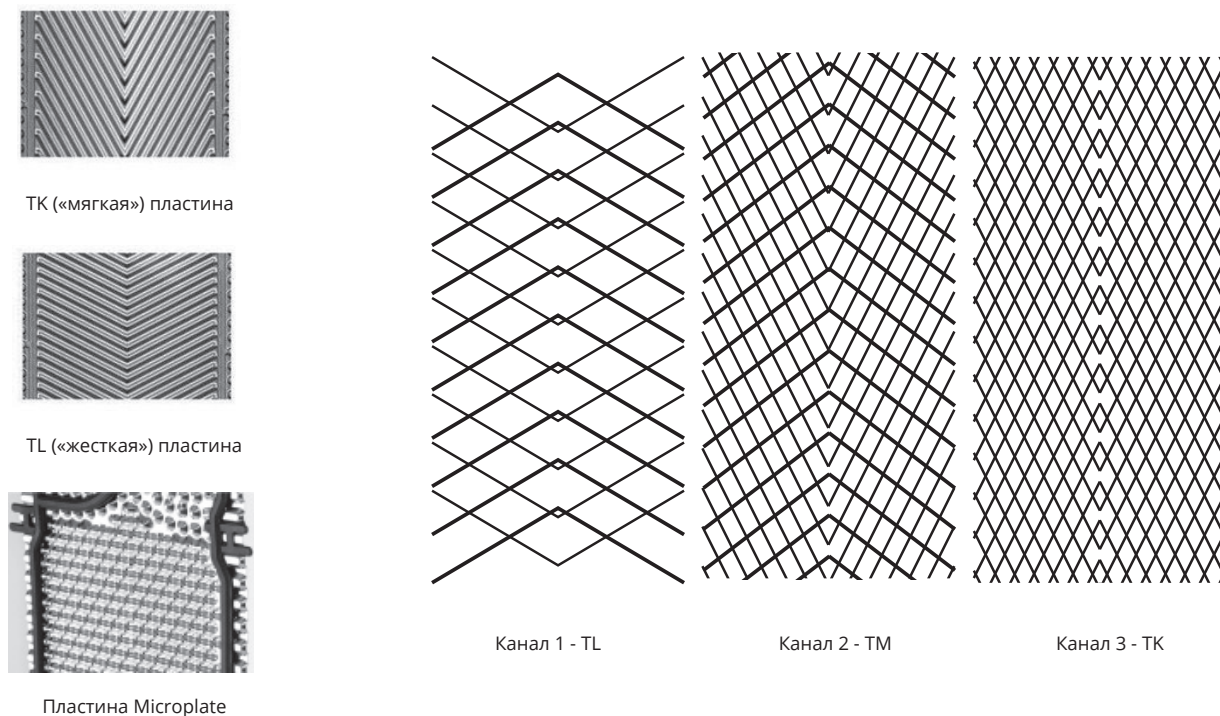 TK («мягкая») пластина
TL («жесткая») пластина
Пластина Microplate
Канал 1 - TL
Канал 2 - TM
Канал 3 - TK